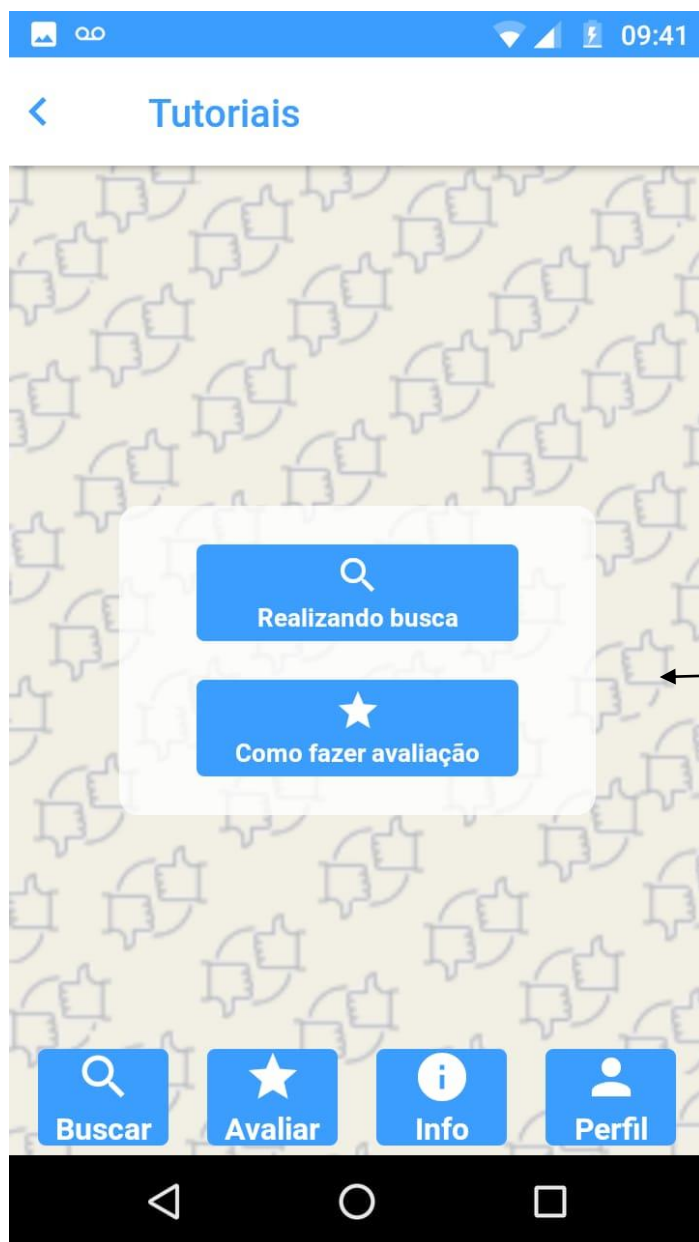 09:41
Tutoriais
Realizando busca
Como fazer avaliação
Buscar Avaliar Info Perfil